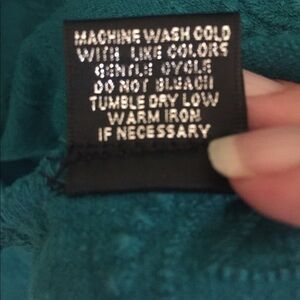 MACHINE WASH COLD
WITH LIKE COLORS
GENTLE CYCLE
DO NOT BLEACH
TUMBLE DRY LOW
WARM IRON
IF NECESSARY